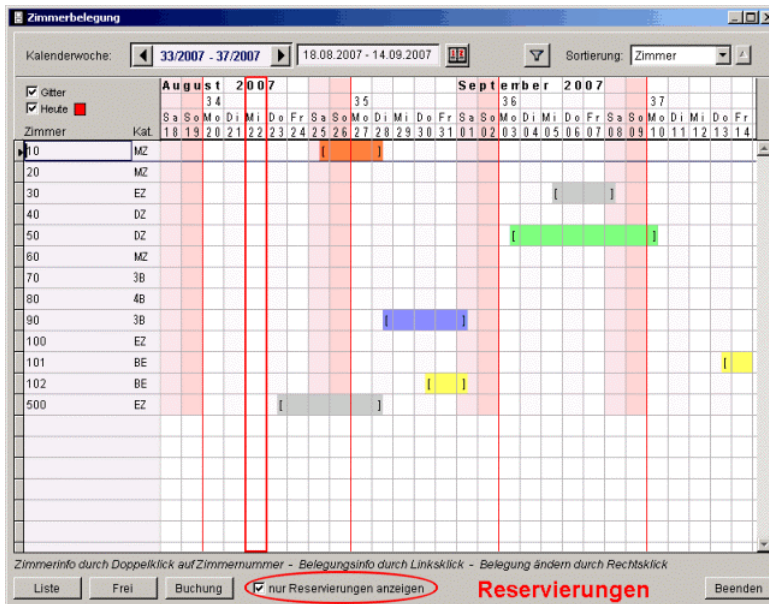 Zimmerbelegung
Kalenderwoche: 33/2007 - 37/2007 18.08.2007 - 14.09.2007 Sortierung: Zimmer
Gitter
Heute
August 2007 September 2007
34 35 36 37
Sa So Mo Di Mi Do Fr Sa So Mo Di Mi Do Fr Sa So Mo Di Mi Do Fr Sa So Mo Di Mi Do Fr
Zimmer Kat. 18 19 20 21 22 23 24 25 26 27 28 29 30 31 01 02 03 04 05 06 07 08 09 10 11 12 13 14
10 MZ [ ]
20 MZ
30 EZ [ ]
40 DZ
50 DZ [ ]
60 MZ
70 3B
80 4B
90 3B [ ]
100 EZ
101 BE [
102 BE [ ]
500 EZ [ ]
Zimmerinfo durch Doppelklick auf Zimmernummer - Belegungsinfo durch Linksklick - Belegung ändern durch Rechtsklick
Liste Frei Buchung nur Reservierungen anzeigen Reservierungen Beenden